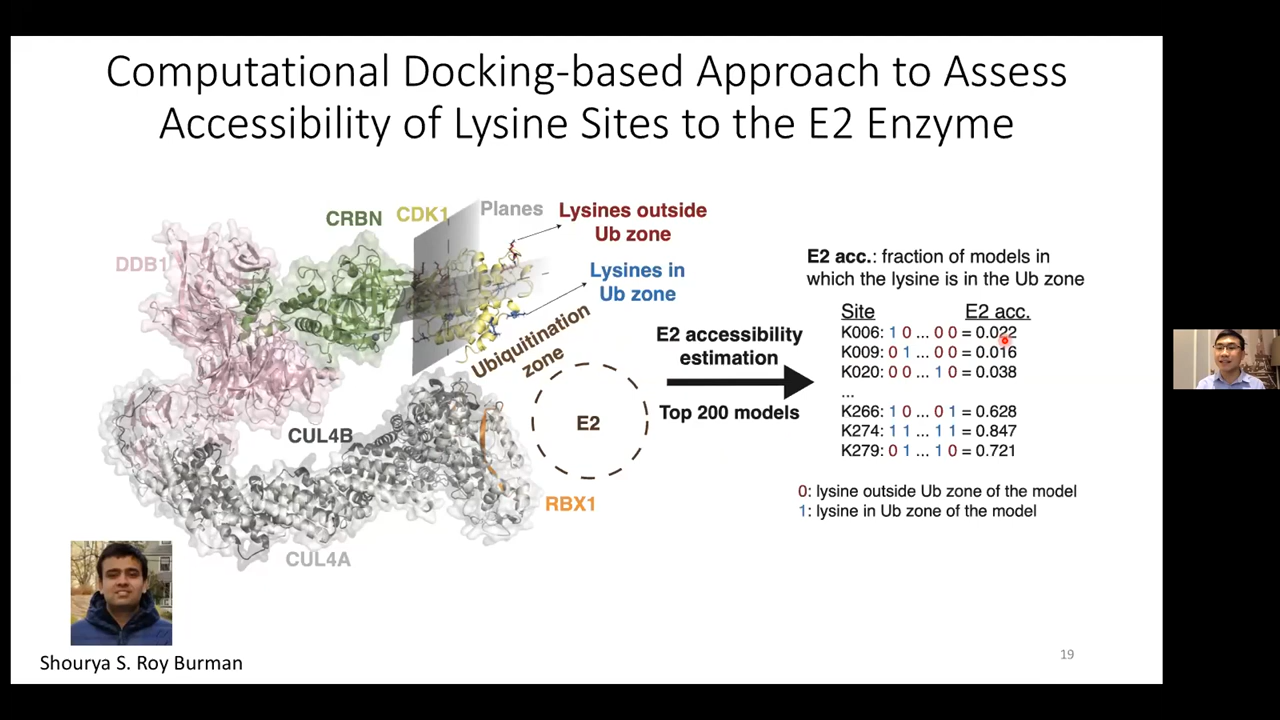 Computational Docking-based Approach to Assess
Accessibility of Lysine Sites to the E2 Enzyme
DDB1
CRBN
CDK1
Planes
Lysines outside
Ub zone
Lysines in
Ub zone
Ubiquitination
zone
E2
CUL4B
RBX1
CUL4A
E2 accessibility
estimation
Top 200 models
E2 acc.: fraction of models in
which the lysine is in the Ub zone
Site E2 acc.
K006: 1 0 ... 0 0 = 0.022
K009: 0 1 ... 0 0 = 0.016
K020: 0 0 ... 1 0 = 0.038
...
K266: 1 0 ... 0 1 = 0.628
K274: 1 1 ... 1 1 = 0.847
K279: 0 1 ... 1 0 = 0.721
0: lysine outside Ub zone of the model
1: lysine in Ub zone of the model
Shourya S. Roy Burman
19